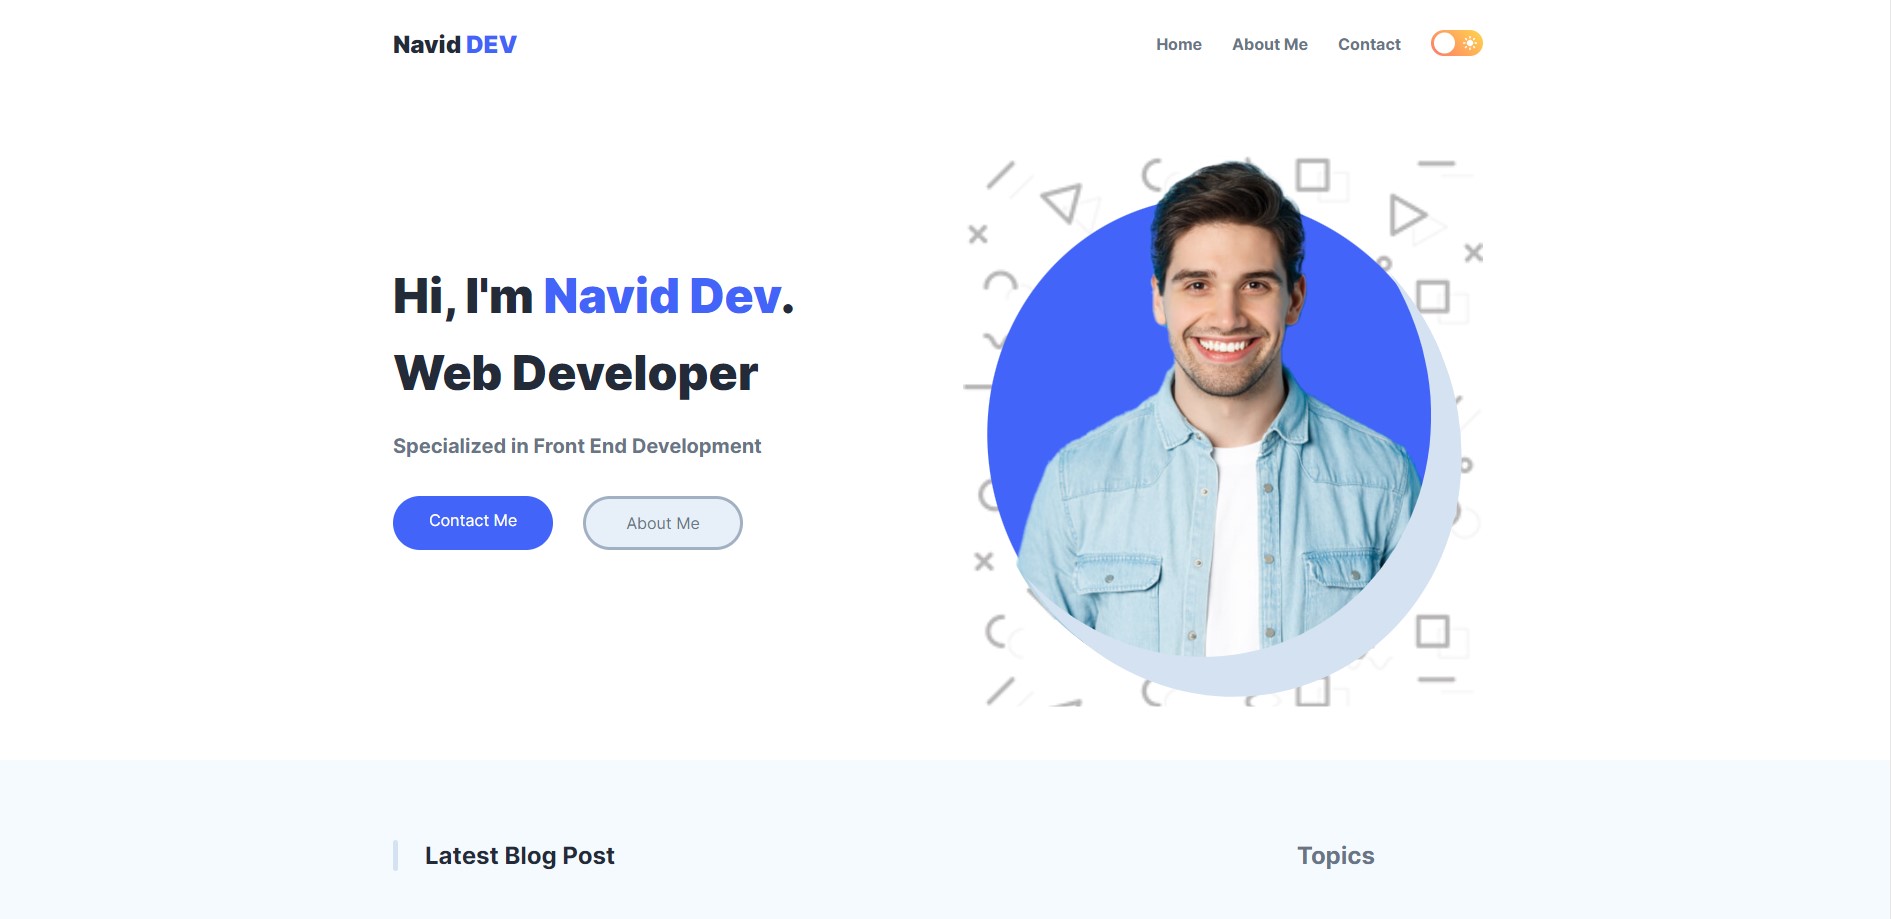 Navid DEV
Home
About Me
Contact
Hi, I'm Navid Dev.
Web Developer
Specialized in Front End Development
Contact Me
About Me
Latest Blog Post
Topics